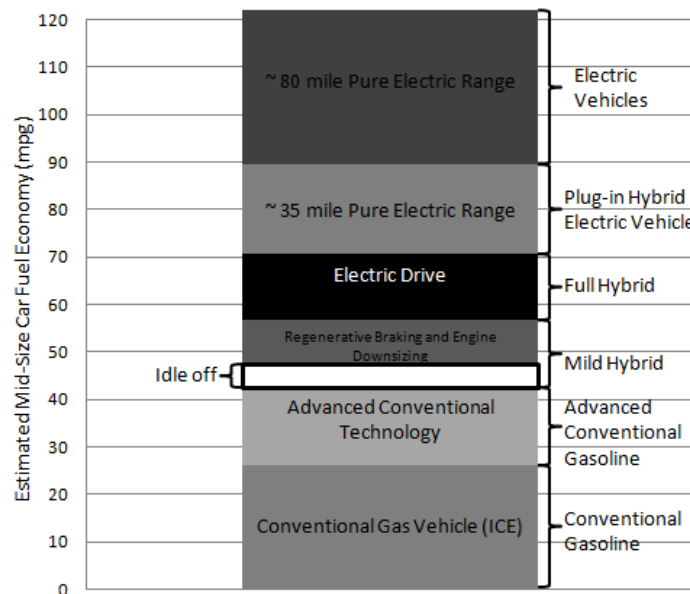 Estimated Mid-Size Car Fuel Economy (mpg)
120
110
100
90
80
70
60
50
40
30
20
10
0
Idle off
~ 80 mile Pure Electric Range
~ 35 mile Pure Electric Range
Electric Drive
Regenerative Braking and Engine
Downsizing
Advanced Conventional
Technology
Conventional Gas Vehicle (ICE)
Electric
Vehicles
Plug-in Hybrid
Electric Vehicle
Full Hybrid
Mild Hybrid
Advanced
Conventional
Gasoline
Conventional
Gasoline